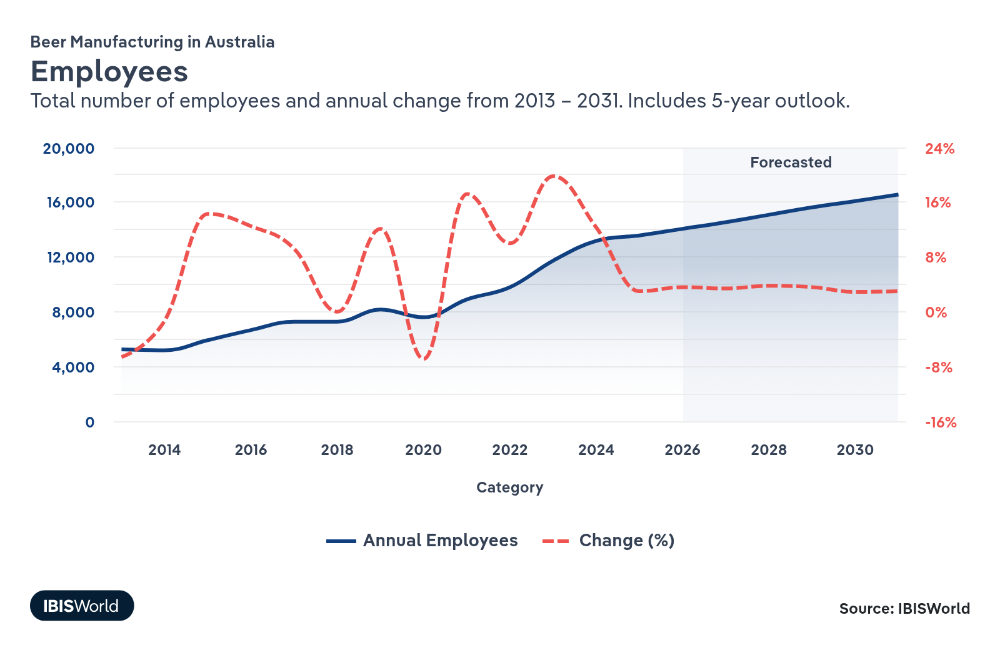 Beer Manufacturing in Australia
Employees
Total number of employees and annual change from 2013 – 2031. Includes 5-year outlook.
20,000
24%
Forecasted
16,000
16%
12,000
8%
8,000
0%
4,000
-8%
0
-16%
2014 2016 2018 2020 2022 2024 2026 2028 2030
Category
Annual Employees Change (%)
IBISWorld
Source: IBISWorld